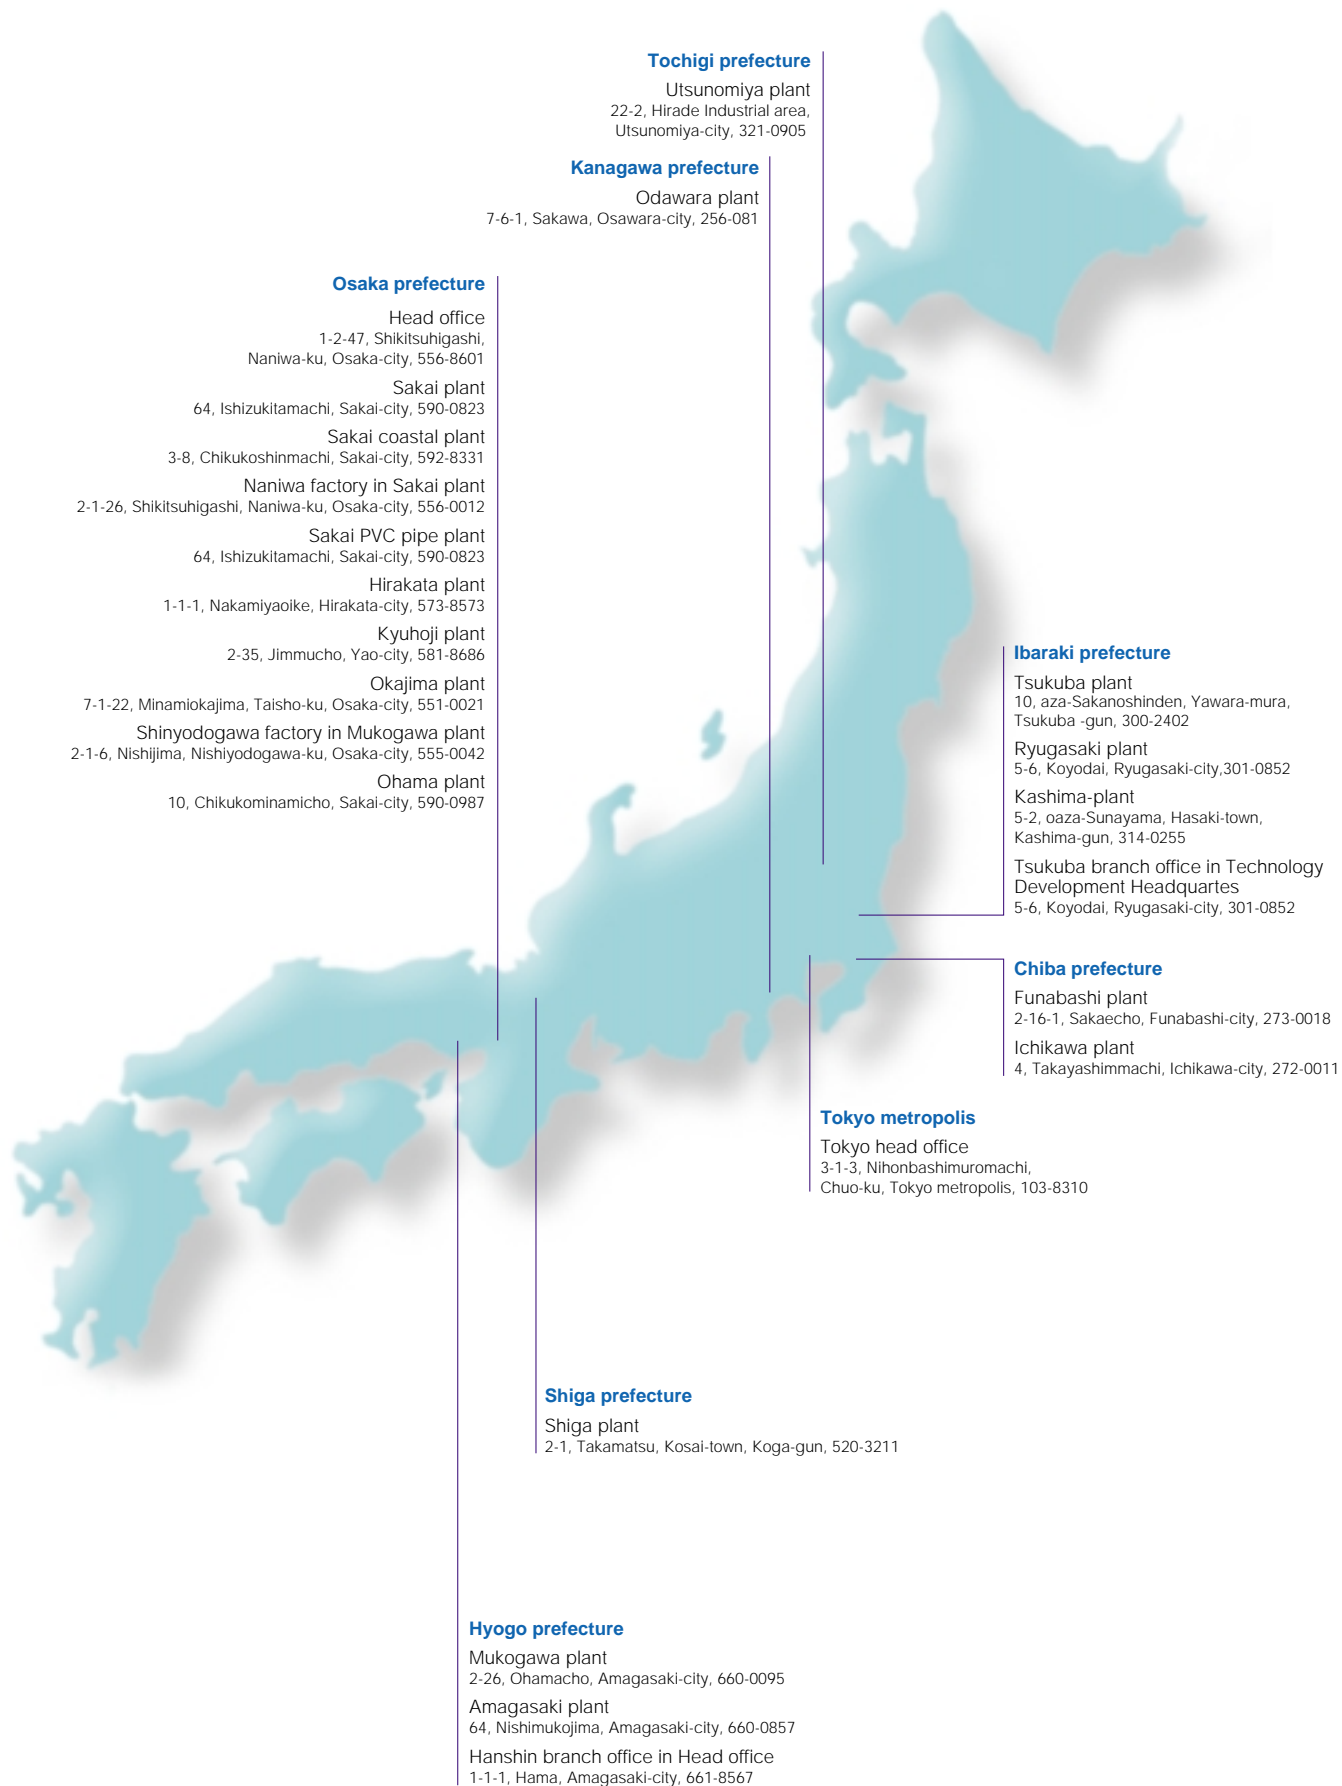 Tochigi prefecture
Utsunomiya plant
22-2, Hirade Industrial area,
Utsunomiya-city, 321-0905
Kanagawa prefecture
Odawara plant
7-6-1, Sakawa, Osawara-city, 256-081
Osaka prefecture
Head office
1-2-47, Shikitsuhigashi,
Naniwa-ku, Osaka-city, 556-8601
Sakai plant
64, Ishizukitamachi, Sakai-city, 590-0823
Sakai coastal plant
3-8, Chikukoshinmachi, Sakai-city, 592-8331
Naniwa factory in Sakai plant
2-1-26, Shikitsuhigashi, Naniwa-ku, Osaka-city, 556-0012
Sakai PVC pipe plant
64, Ishizukitamachi, Sakai-city, 590-0823
Hirakata plant
1-1-1, Nakamiyaoike, Hirakata-city, 573-8573
Kyuhoji plant
2-35, Jimmucho, Yao-city, 581-8686
Okajima plant
7-1-22, Minamiokajima, Taisho-ku, Osaka-city, 551-0021
Shinyodogawa factory in Mukogawa plant
2-1-6, Nishijima, Nishiyodogawa-ku, Osaka-city, 555-0042
Ohama plant
10, Chikukominamicho, Sakai-city, 590-0987
Ibaraki prefecture
Tsukuba plant
10, aza-Sakanoshinden, Yawara-mura,
Tsukuba -gun, 300-2402
Ryugasaki plant
5-6, Koyodai, Ryugasaki-city,301-0852
Kashima-plant
5-2, oaza-Sunayama, Hasaki-town,
Kashima-gun, 314-0255
Tsukuba branch office in Technology
Development Headquartes
5-6, Koyodai, Ryugasaki-city, 301-0852
Chiba prefecture
Funabashi plant
2-16-1, Sakaecho, Funabashi-city, 273-0018
Ichikawa plant
4, Takayashimmachi, Ichikawa-city, 272-0011
Tokyo metropolis
Tokyo head office
3-1-3, Nihonbashimuromachi,
Chuo-ku, Tokyo metropolis, 103-8310
Shiga prefecture
Shiga plant
2-1, Takamatsu, Kosai-town, Koga-gun, 520-3211
Hyogo prefecture
Mukogawa plant
2-26, Ohamacho, Amagasaki-city, 660-0095
Amagasaki plant
64, Nishimukojima, Amagasaki-city, 660-0857
Hanshin branch office in Head office
1-1-1, Hama, Amagasaki-city, 661-8567